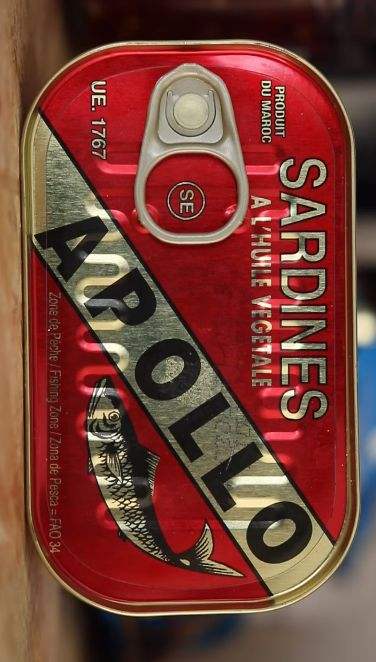 PRODUIT
DU MAROC
SARDINES
A L'HUILE VEGETALE
UE. 1767
SE
APOLLO
Zone de Pêche / Fishing Zone / Zona de Pesca = FAO 34